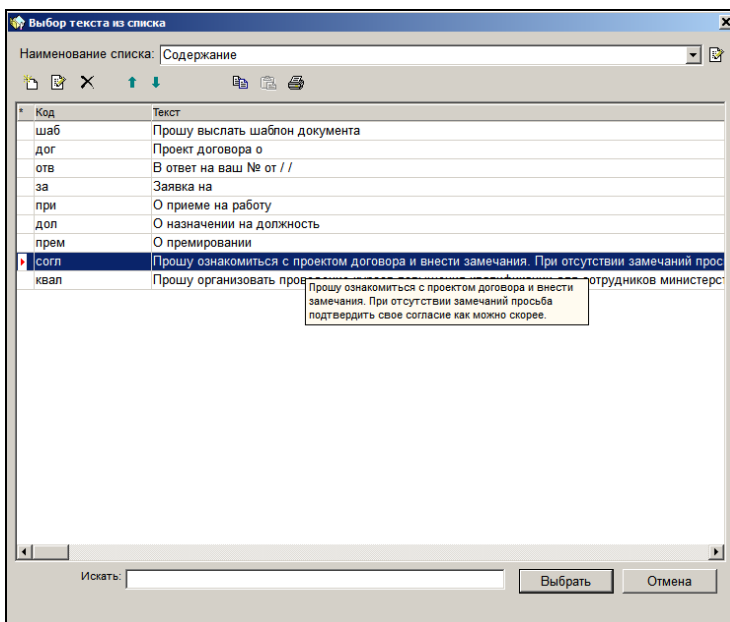 Выбор текста из списка
Наименование списка: Содержание
* Код Текст
шаб Прошу выслать шаблон документа
дог Проект договора о
отв В ответ на ваш № от / /
за Заявка на
при О приеме на работу
дол О назначении на должность
прем О премировании
согл Прошу ознакомиться с проектом договора и внести замечания. При отсутствии замечаний прос
квал Прошу организовать сотрудников министерст
Прошу ознакомиться с проектом договора и внести
замечания. При отсутствии замечаний просьба
подтвердить свое согласие как можно скорее.
Искать: Выбрать Отмена